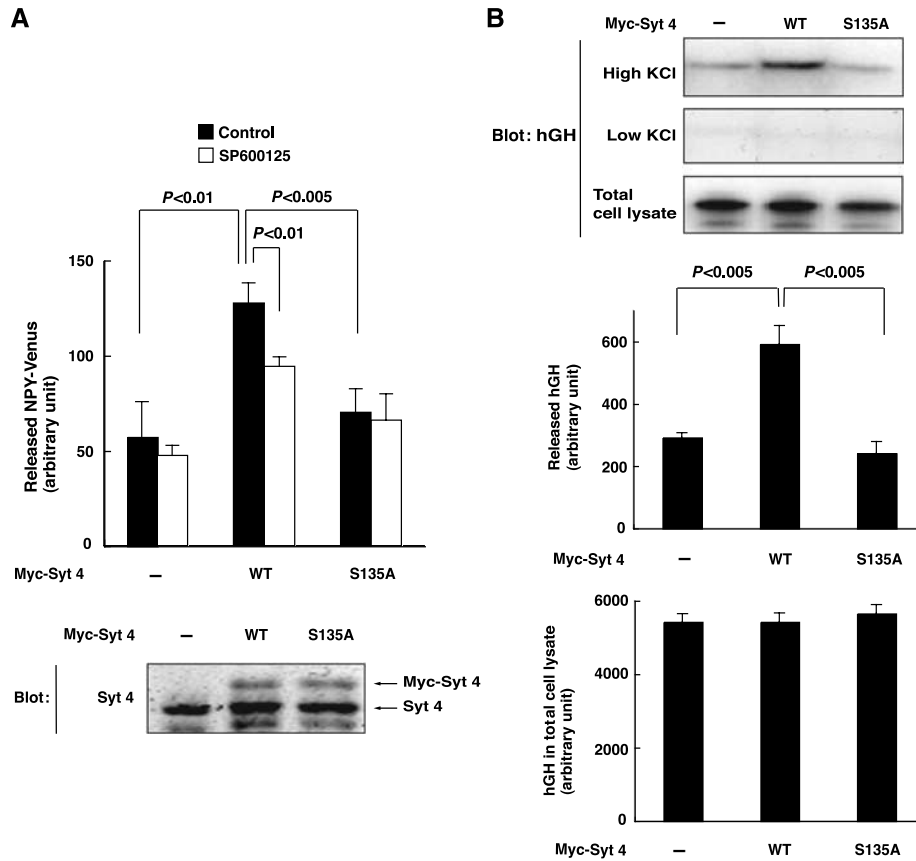 A
Control
SP600125
P<0.01
P<0.005
P<0.01
Released NPY-Venus
(arbitrary unit)
150
100
50
0
Myc-Syt 4
–
WT
S135A
Myc-Syt 4
–
WT
S135A
Blot:
Syt 4
Myc-Syt 4
Syt 4
B
Myc-Syt 4
–
WT
S135A
Blot: hGH
High KCl
Low KCl
Total
cell lysate
P<0.005
P<0.005
Released hGH
(arbitrary unit)
600
400
200
0
Myc-Syt 4
–
WT
S135A
hGH in total cell lysate
(arbitrary unit)
6000
4000
2000
0
Myc-Syt 4
–
WT
S135A